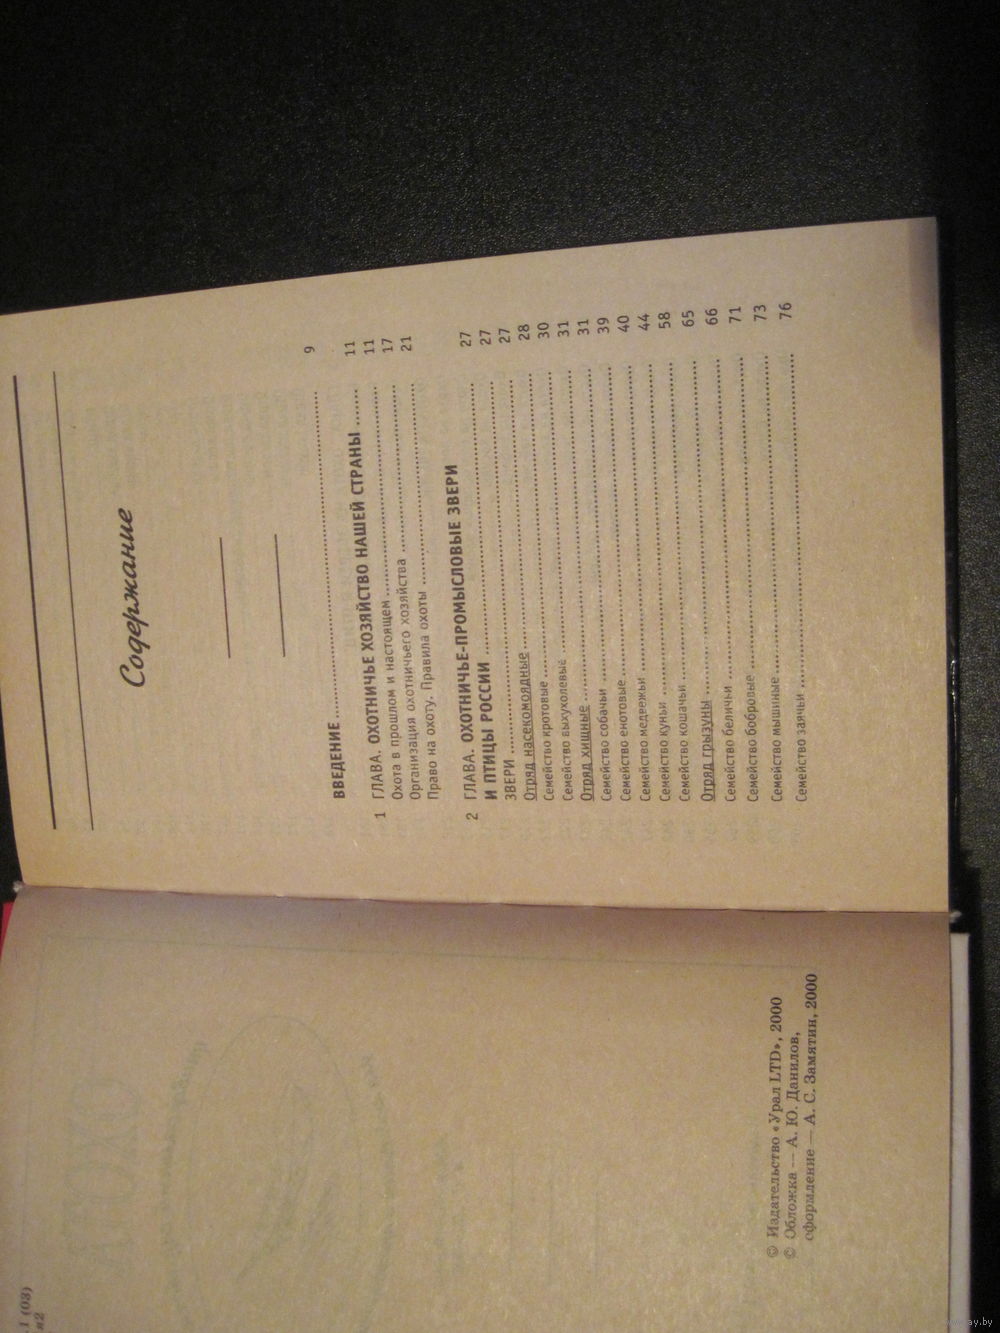 .1 (03)
н2
© Издательство «Урал LTD», 2000
© Обложка — А. Ю. Данилов,
оформление — А. С. Замятин, 2000
Содержание
ВВЕДЕНИЕ 9
1 ГЛАВА. ОХОТНИЧЬЕ ХОЗЯЙСТВО НАШЕЙ СТРАНЫ 11
Охота в прошлом и настоящем 11
Организация охотничьего хозяйства 17
Право на охоту. Правила охоты 21
2 ГЛАВА. ОХОТНИЧЬЕ-ПРОМЫСЛОВЫЕ ЗВЕРИ
И ПТИЦЫ РОССИИ 27
ЗВЕРИ 27
Отряд насекомоядные 27
Семейство кротовые 28
Семейство выхухолевые 30
Отряд хищные 31
Семейство собачьи 31
Семейство енотовые 39
Семейство медвежьи 40
Семейство куньи 44
Семейство кошачьи 58
Отряд грызуны 65
Семейство беличьи 66
Семейство бобровые 71
Семейство мышиные 73
Семейство заячьи 76